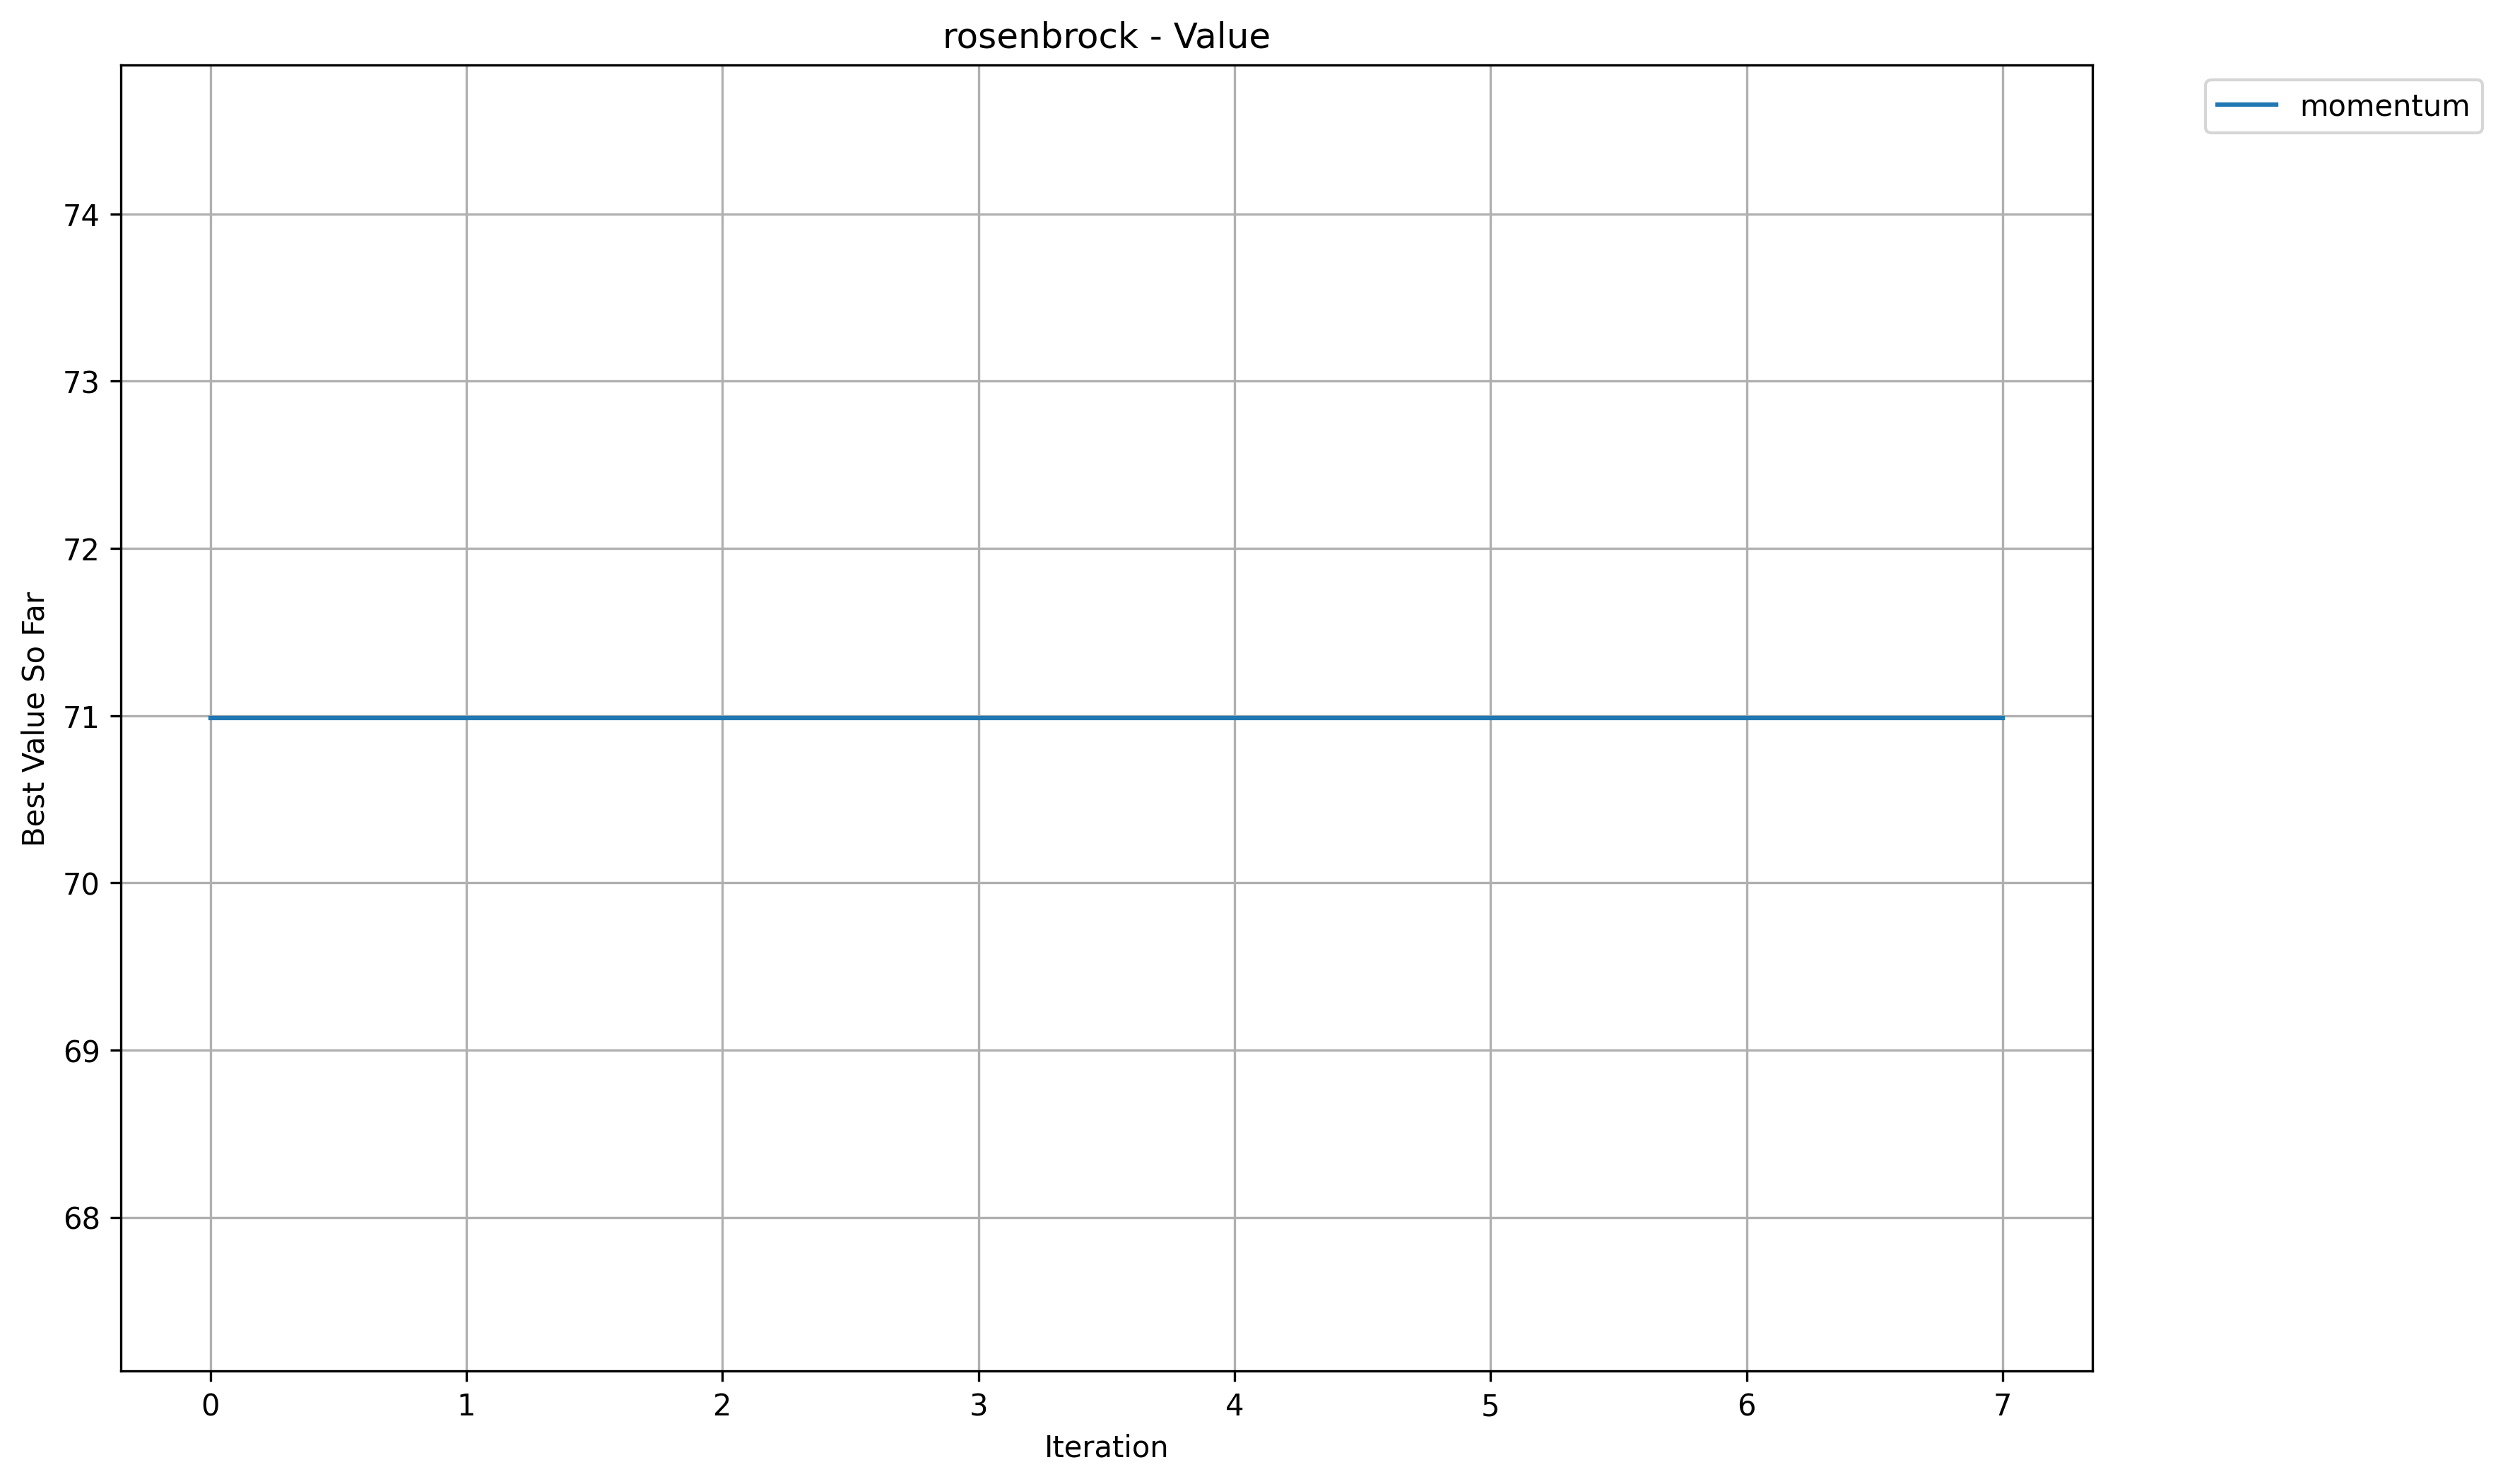 rosenbrock - Value
momentum
Best Value So Far
74
73
72
71
70
69
68
0 1 2 3 4 5 6 7
Iteration